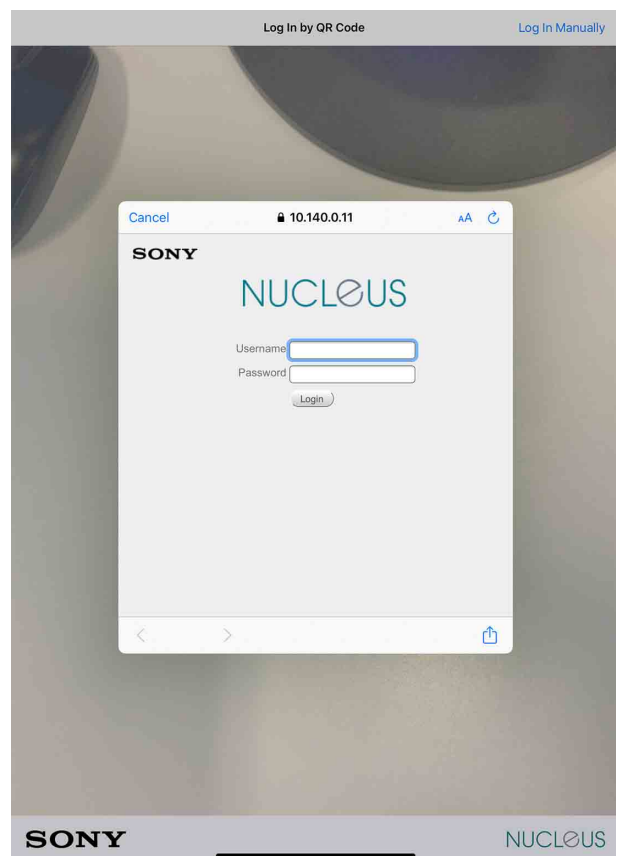 Log In by QR Code Log In Manually
Cancel 10.140.0.11 AA
SONY
NUCLeUS
Username
Password
Login
SONY NUCLeUS